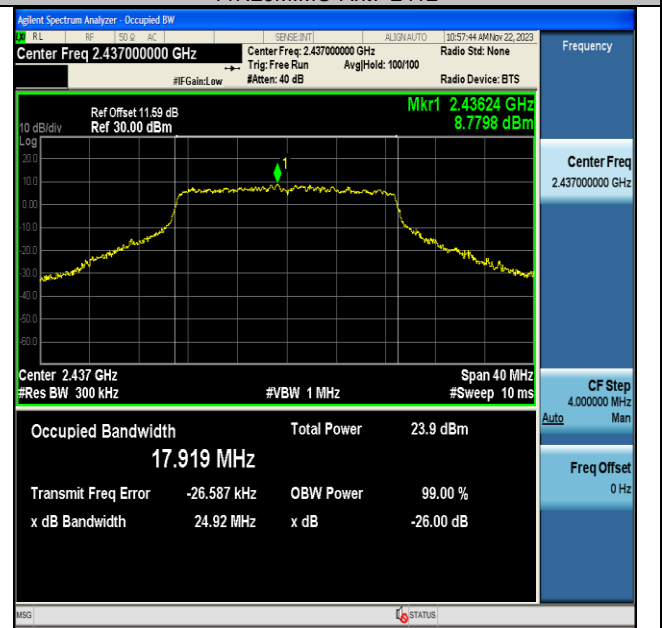 Agilent Spectrum Analyzer - Occupied BW
LXI RL RF 50 Ω AC SENSE:INT ALIGN AUTO 10:57:44 AM Nov 22, 2023
Center Freq 2.437000000 GHz Center Freq: 2.437000000 GHz Radio Std: None
Trig: Free Run Avg|Hold: 100/100
#IFGain:Low #Atten: 40 dB Radio Device: BTS
Ref Offset 11.59 dB Mkr1 2.43624 GHz
10 dB/div Ref 30.00 dBm 8.7798 dBm
Log
20.0
10.0
0.00
-10.0
-20.0
-30.0
-40.0
-50.0
-60.0
1
Center 2.437 GHz Span 40 MHz
#Res BW 300 kHz #VBW 1 MHz #Sweep 10 ms
Occupied Bandwidth Total Power 23.9 dBm
17.919 MHz
Transmit Freq Error -26.587 kHz OBW Power 99.00 %
x dB Bandwidth 24.92 MHz x dB -26.00 dB
MSG STATUS
Frequency
Center Freq
2.437000000 GHz
CF Step
4.000000 MHz
Auto Man
Freq Offset
0 Hz